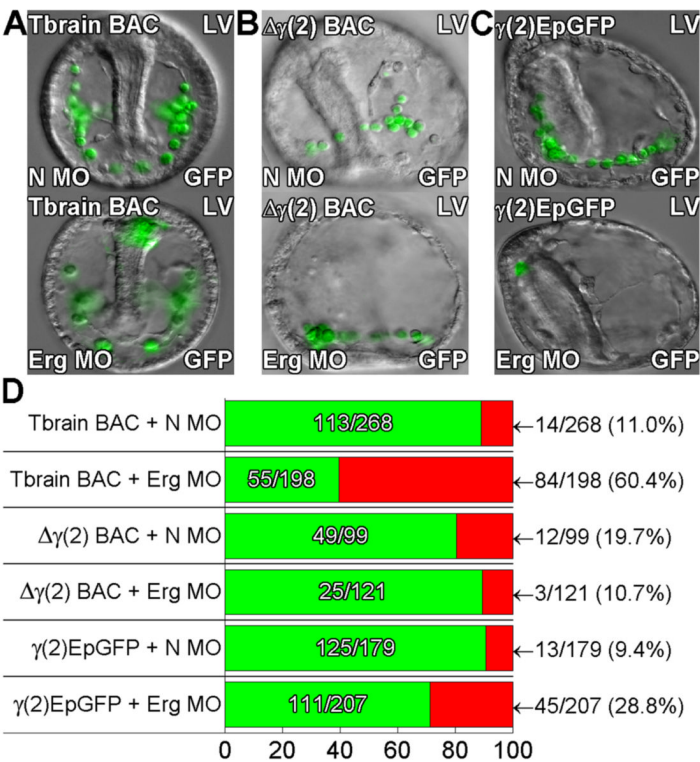 A Tbrain BAC LV B Δγ(2) BAC LV C γ(2)EpGFP LV
N MO GFP N MO GFP N MO GFP
Tbrain BAC LV Δγ(2) BAC LV γ(2)EpGFP LV
Erg MO GFP Erg MO GFP Erg MO GFP
D
Tbrain BAC + N MO 113/268 ←14/268 (11.0%)
Tbrain BAC + Erg MO 55/198 ←84/198 (60.4%)
Δγ(2) BAC + N MO 49/99 ←12/99 (19.7%)
Δγ(2) BAC + Erg MO 25/121 ←3/121 (10.7%)
γ(2)EpGFP + N MO 125/179 ←13/179 (9.4%)
γ(2)EpGFP + Erg MO 111/207 ←45/207 (28.8%)
0 20 40 60 80 100